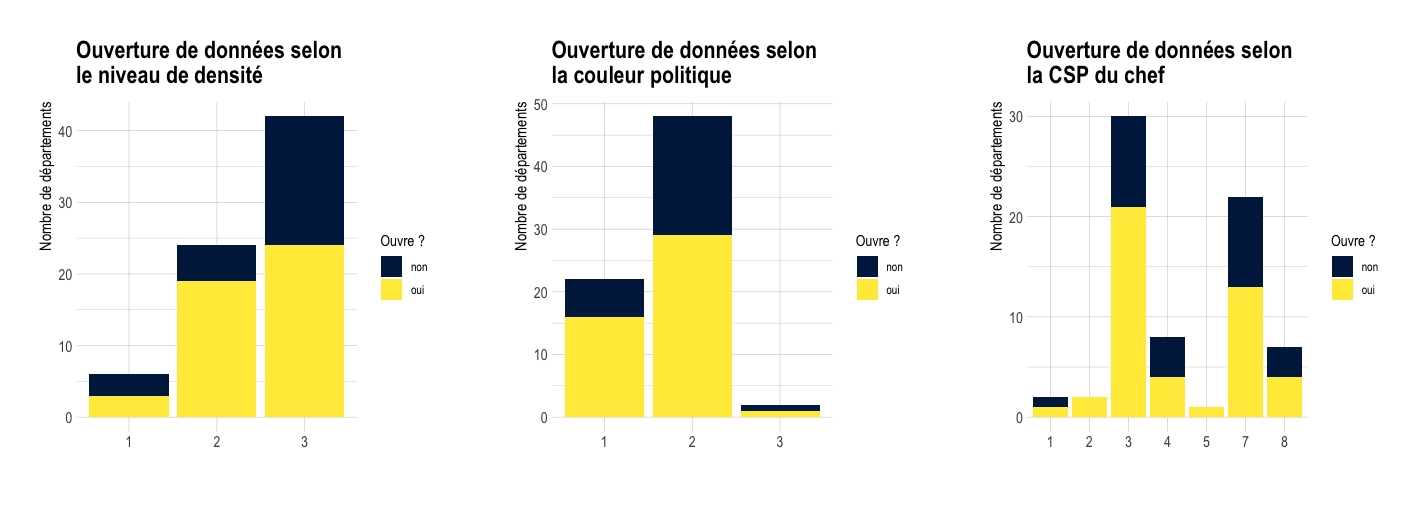 Ouverture de données selon
le niveau de densité
Nombre de départements
40
30
20
10
0
1 2 3
Ouvre ?
non
oui
Ouverture de données selon
la couleur politique
Nombre de départements
50
40
30
20
10
0
1 2 3
Ouvre ?
non
oui
Ouverture de données selon
la CSP du chef
Nombre de départements
30
20
10
0
1 2 3 4 5 7 8
Ouvre ?
non
oui